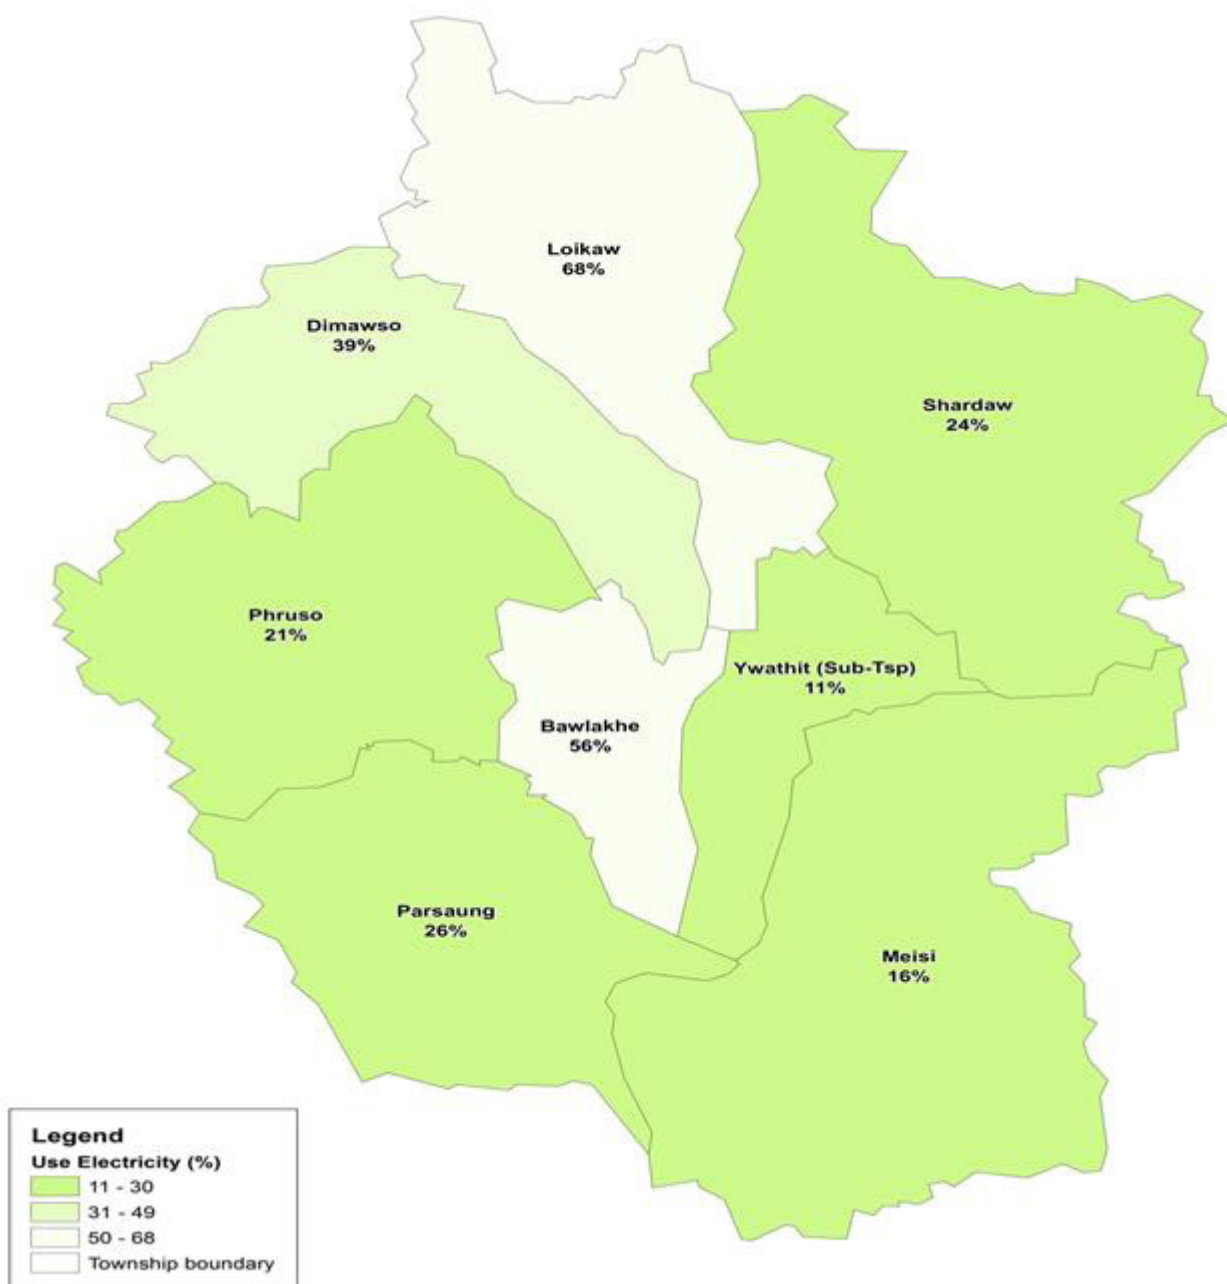 Loikaw
68%
Dimawso
39%
Shardaw
24%
Phruso
21%
Ywathit (Sub-Tsp)
11%
Bawlakhe
56%
Parsaung
26%
Meisi
16%
Legend
Use Electricity (%)
11 - 30
31 - 49
50 - 68
Township boundary